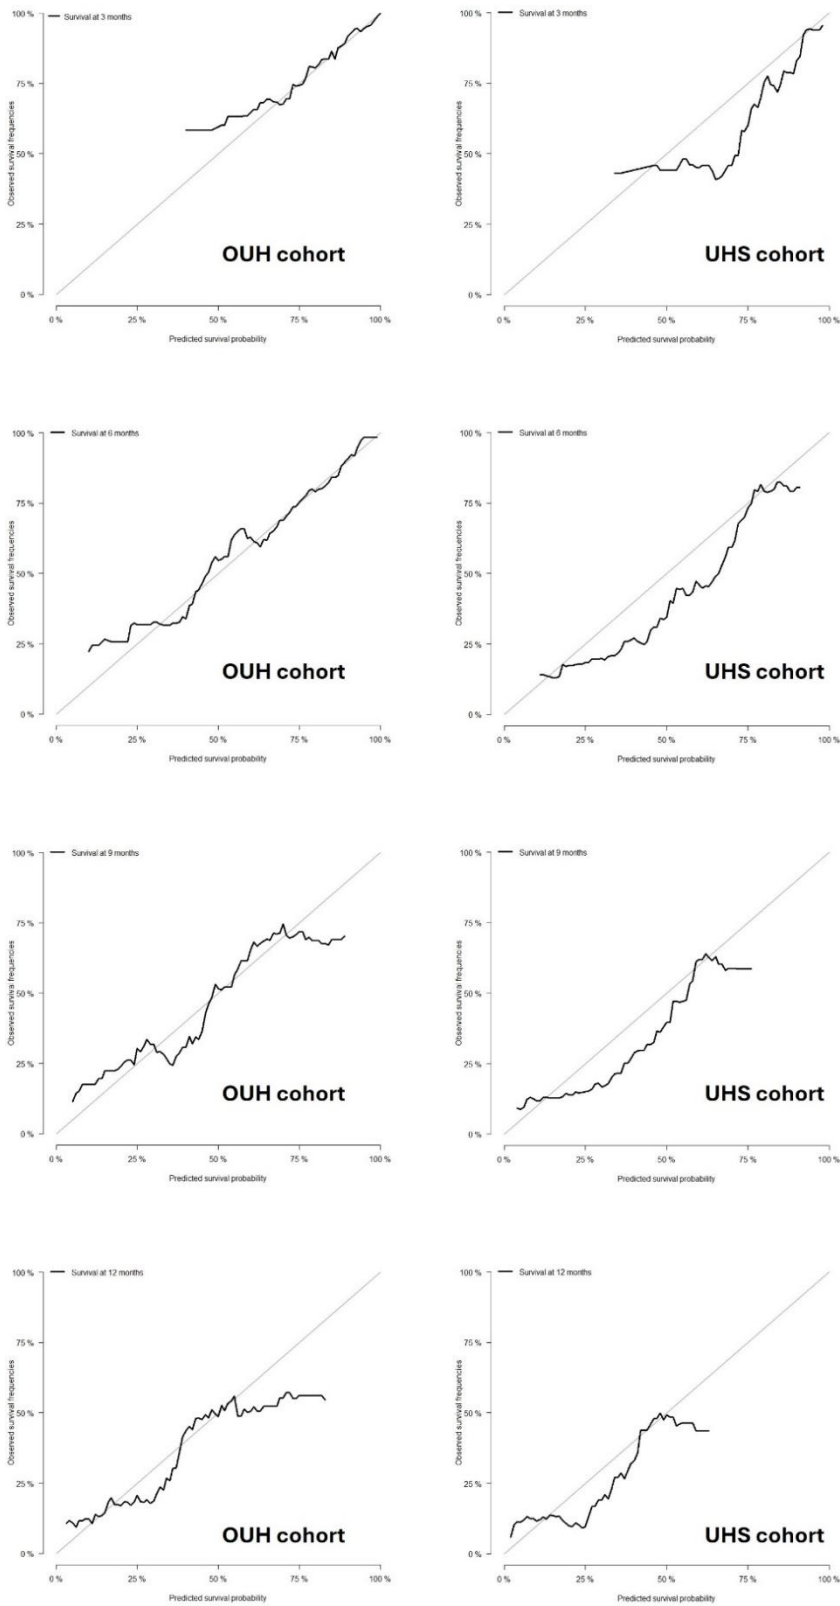 Survival at 3 months
100 %
75 %
50 %
25 %
0 %
Observed survival frequencies
OUH cohort
0 %
25 %
50 %
75 %
100 %
Predicted survival probability
Survival at 3 months
100 %
75 %
50 %
25 %
0 %
Observed survival frequencies
UHS cohort
0 %
25 %
50 %
75 %
100 %
Predicted survival probability
Survival at 6 months
100 %
75 %
50 %
25 %
0 %
Observed survival frequencies
OUH cohort
0 %
25 %
50 %
75 %
100 %
Predicted survival probability
Survival at 6 months
100 %
75 %
50 %
25 %
0 %
Observed survival frequencies
UHS cohort
0 %
25 %
50 %
75 %
100 %
Predicted survival probability
Survival at 9 months
100 %
75 %
50 %
25 %
0 %
Observed survival frequencies
OUH cohort
0 %
25 %
50 %
75 %
100 %
Predicted survival probability
Survival at 9 months
100 %
75 %
50 %
25 %
0 %
Observed survival frequencies
UHS cohort
0 %
25 %
50 %
75 %
100 %
Predicted survival probability
Survival at 12 months
100 %
75 %
50 %
25 %
0 %
Observed survival frequencies
OUH cohort
0 %
25 %
50 %
75 %
100 %
Predicted survival probability
Survival at 12 months
100 %
75 %
50 %
25 %
0 %
Observed survival frequencies
UHS cohort
0 %
25 %
50 %
75 %
100 %
Predicted survival probability